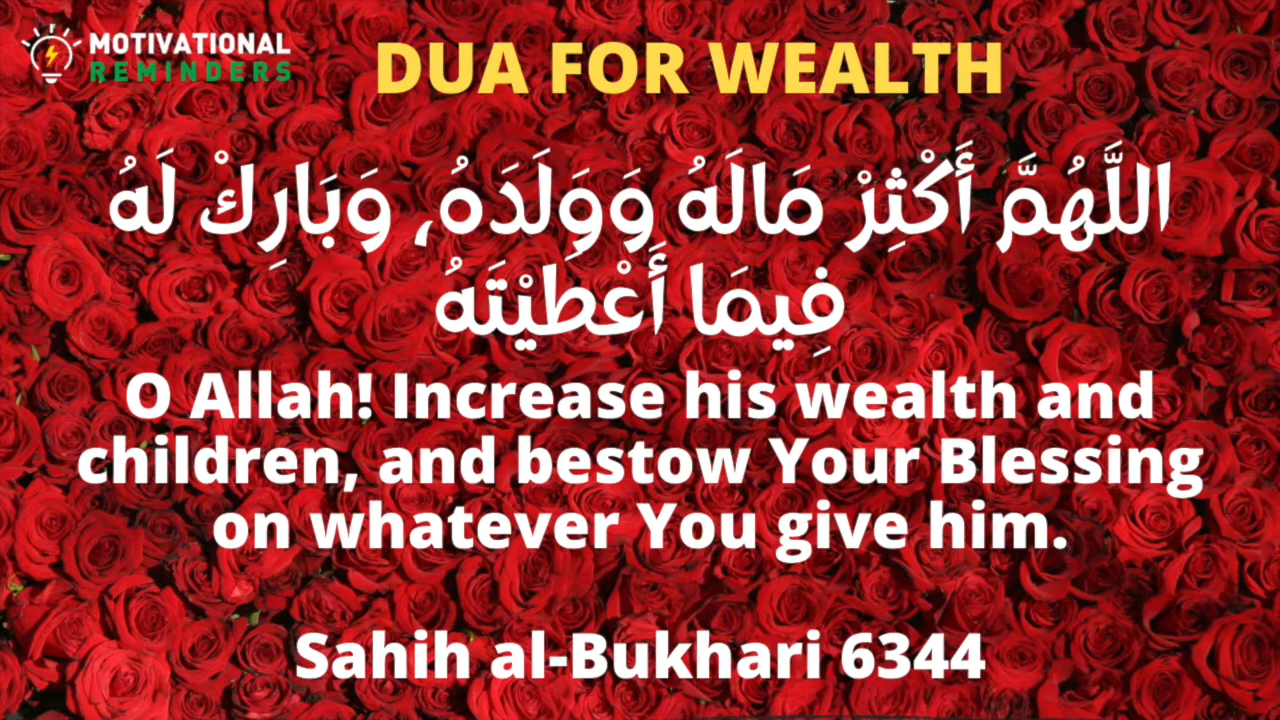 MOTIVATIONAL
REMINDERS
DUA FOR WEALTH
اللَّهُمَّ أَكْثِرْ مَالَهُ وَوَلَدَهُ، وَبَارِكْ لَهُ
فِيمَا أَعْطَيْتَهُ
O Allah! Increase his wealth and
children, and bestow Your Blessing
on whatever You give him.
Sahih al-Bukhari 6344